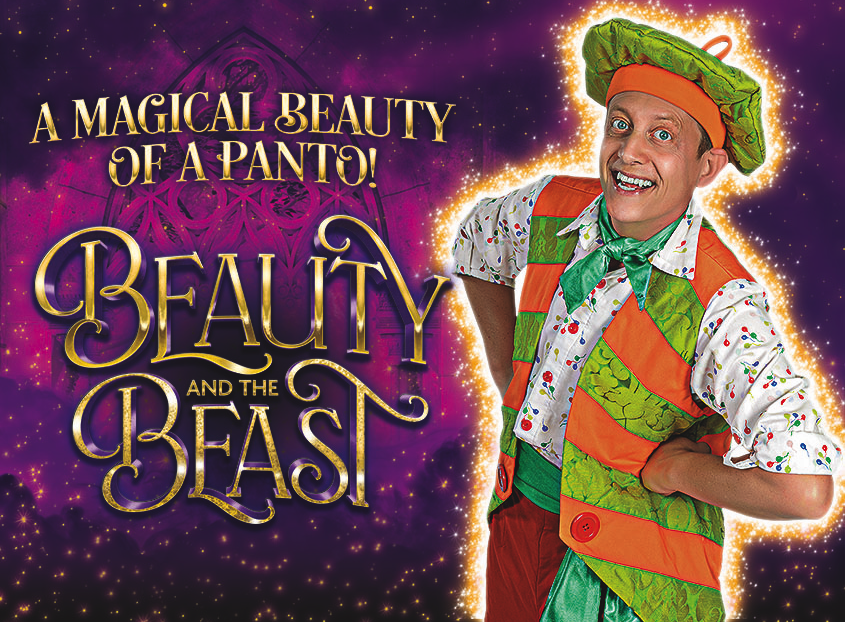 A MAGICAL BEAUTY
OF A PANTO!
BEAUTY
AND THE
BEAST